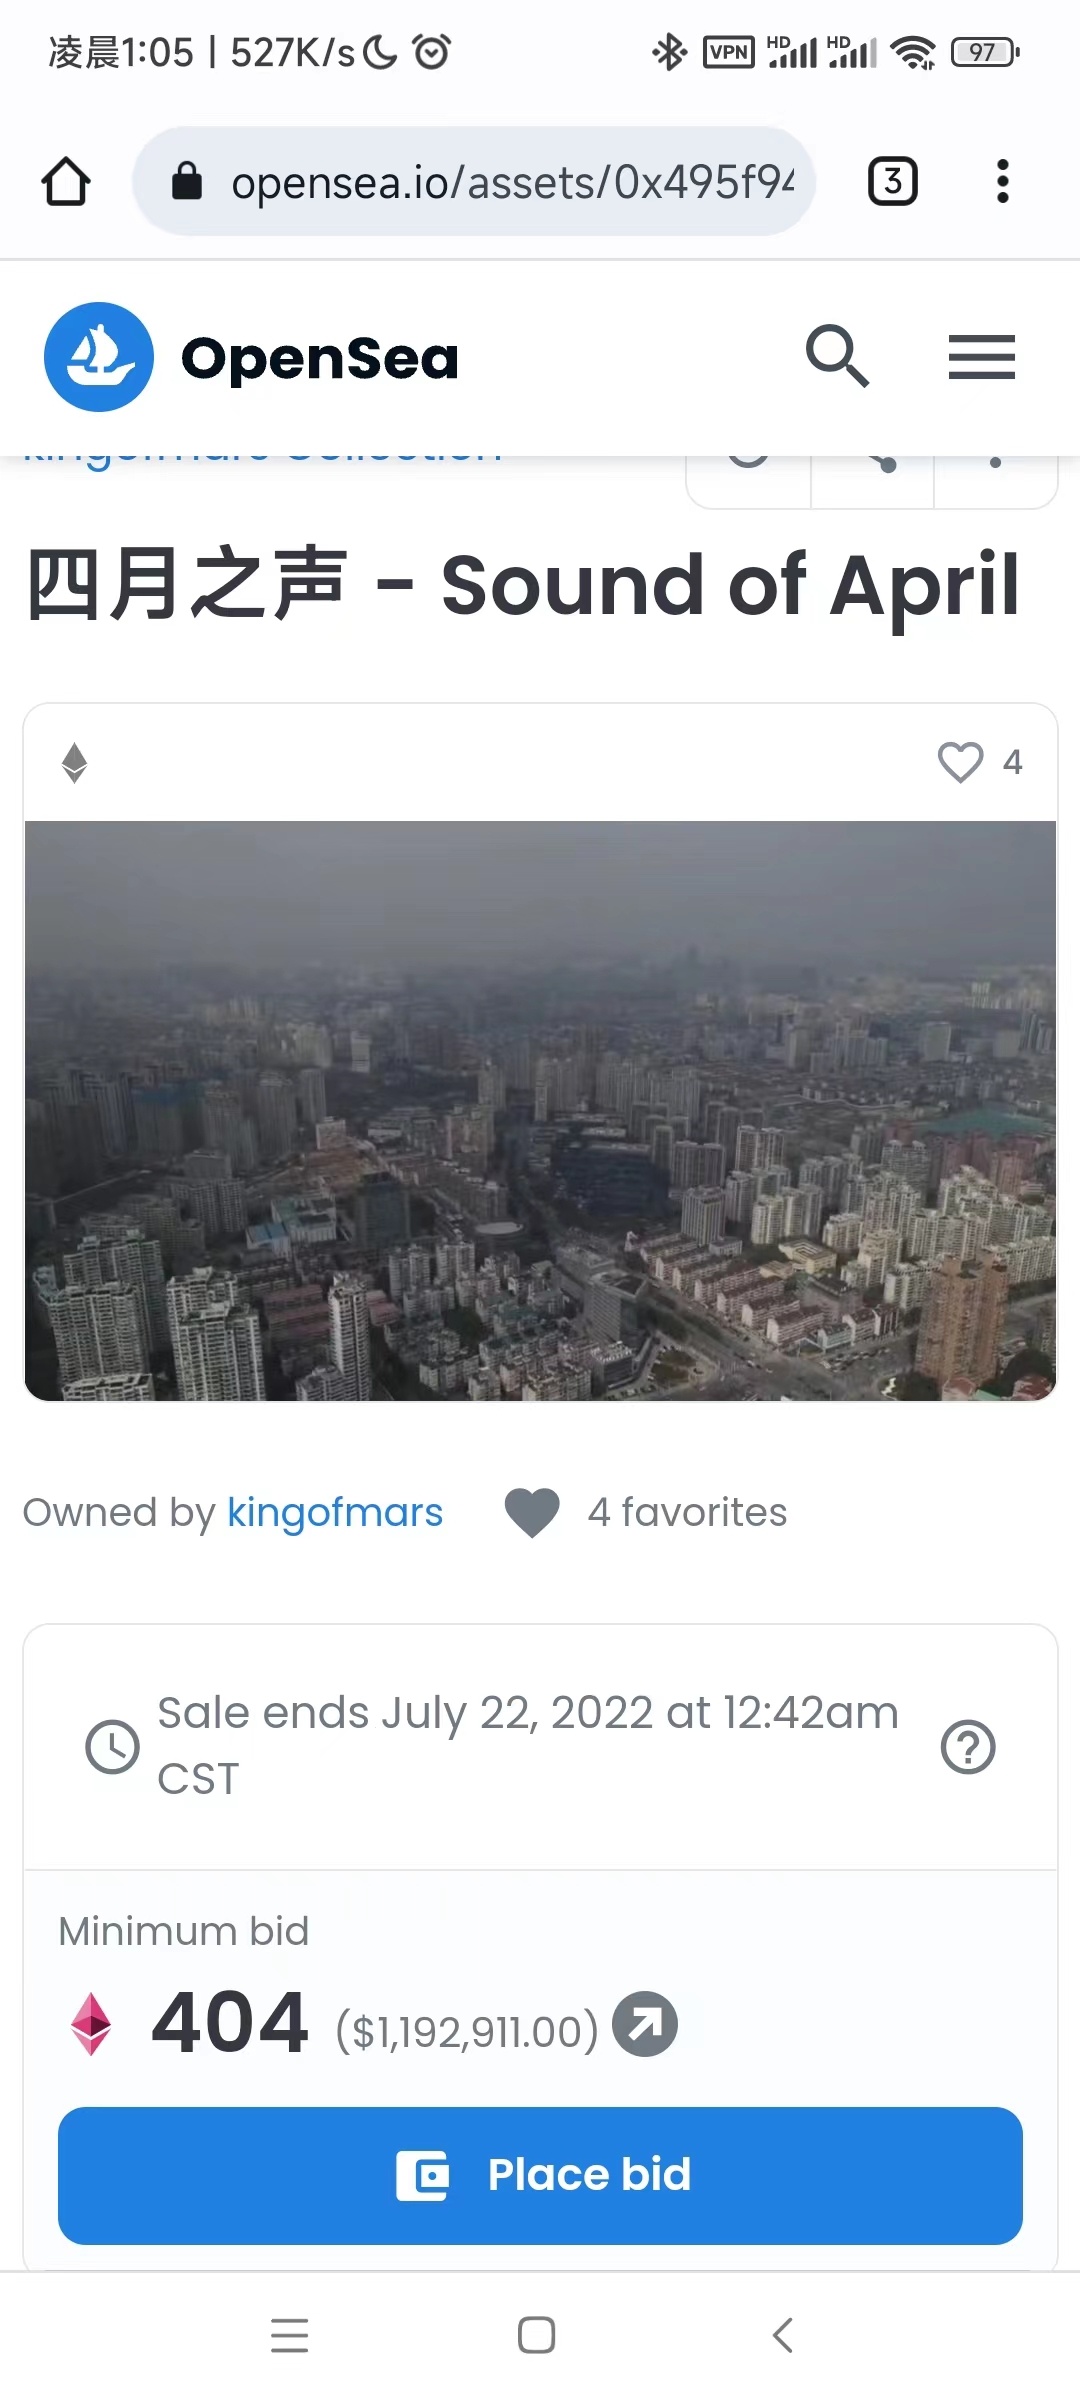 凌晨1:05 | 527K/s
VPN HD HD 97
opensea.io/assets/0x495f94
3
OpenSea
kingofmars Collection
四月之声 - Sound of April
4
Owned by kingofmars
4 favorites
Sale ends July 22, 2022 at 12:42am
CST
Minimum bid
404 ($1,192,911.00)
Place bid